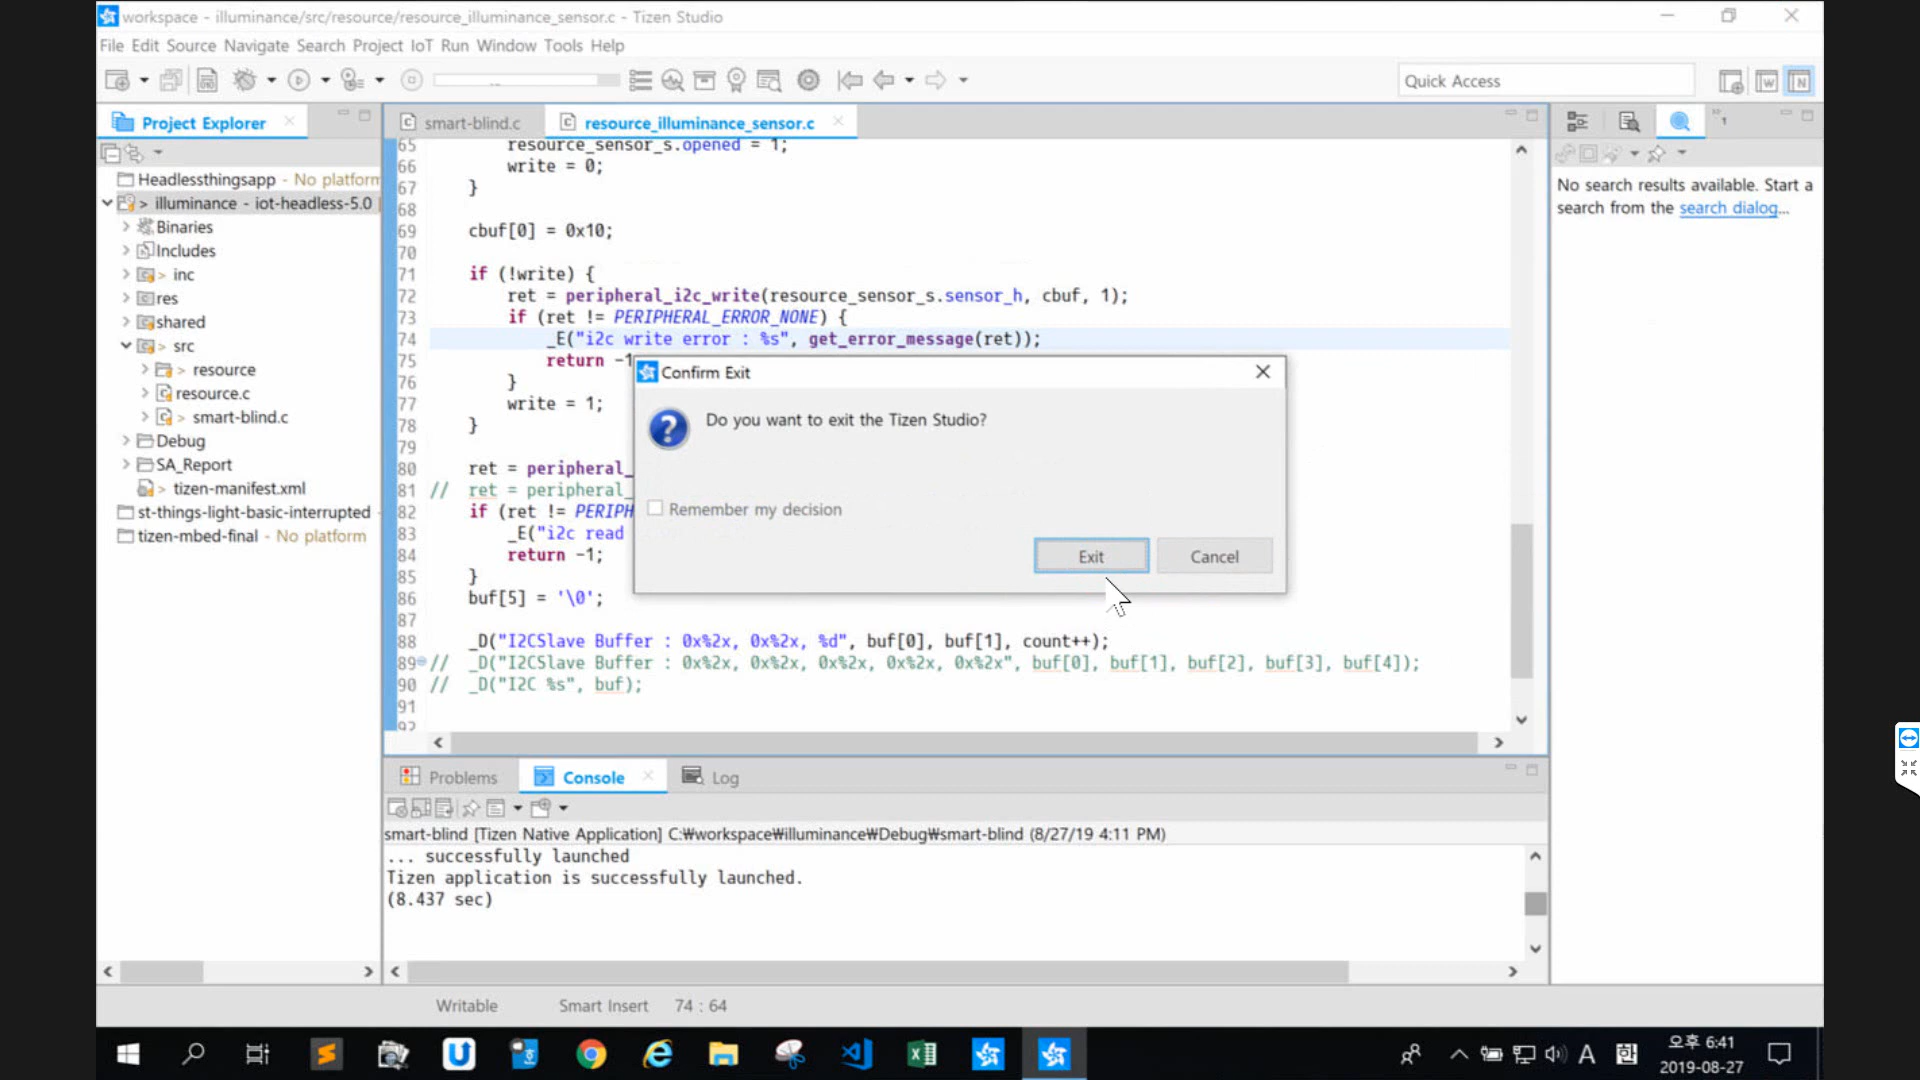 workspace - illuminance/src/resource/resource_illuminance_sensor.c - Tizen Studio
File Edit Source Navigate Search Project IoT Run Window Tools Help
Quick Access
Project Explorer
Headlessthingsapp - No platform
> illuminance - iot-headless-5.0
Binaries
Includes
> inc
res
shared
> src
> resource
resource.c
> smart-blind.c
Debug
SA_Report
> tizen-manifest.xml
st-things-light-basic-interrupted -
tizen-mbed-final - No platform
smart-blind.c
resource_illuminance_sensor.c
65 resource_sensor_s.opened = 1;
66 write = 0;
67 }
68
69 cbuf[0] = 0x10;
70
71 if (!write) {
72 ret = peripheral_i2c_write(resource_sensor_s.sensor_h, cbuf, 1);
73 if (ret != PERIPHERAL_ERROR_NONE) {
74 _E("i2c write error : %s", get_error_message(ret));
75 return -1
76 }
77 write = 1;
78 }
79
80 ret = peripheral_
81 // ret = peripheral_
82 if (ret != PERIPH
83 _E("i2c read
84 return -1;
85 }
86 buf[5] = '\0';
87
88 _D("I2CSlave Buffer : 0x%2x, 0x%2x, %d", buf[0], buf[1], count++);
89 // _D("I2CSlave Buffer : 0x%2x, 0x%2x, 0x%2x, 0x%2x, 0x%2x", buf[0], buf[1], buf[2], buf[3], buf[4]);
90 // _D("I2C %s", buf);
91
92
Confirm Exit
Do you want to exit the Tizen Studio?
Remember my decision
Exit
Cancel
No search results available. Start a
search from the search dialog...
Problems
Console
Log
smart-blind [Tizen Native Application] C:₩workspace₩illuminance₩Debug₩smart-blind (8/27/19 4:11 PM)
... successfully launched
Tizen application is successfully launched.
(8.437 sec)
Writable
Smart Insert
74 : 64
A
한
오후 6:41
2019-08-27